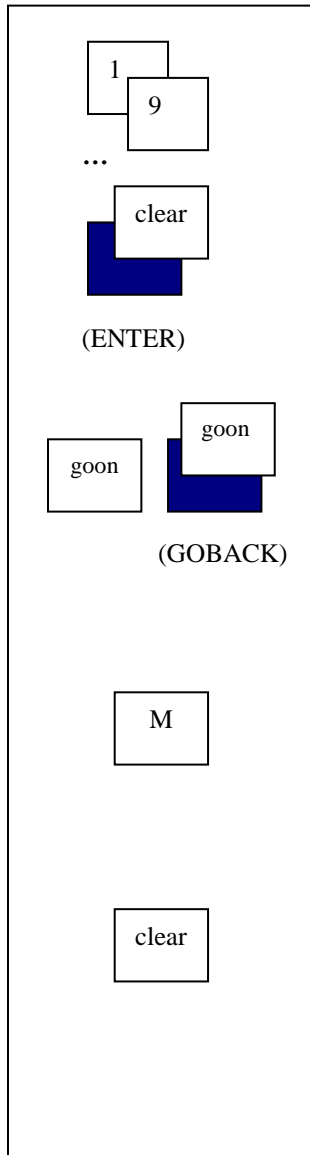 1
9
...
clear
(ENTER)
goon
goon
(GOBACK)
M
clear